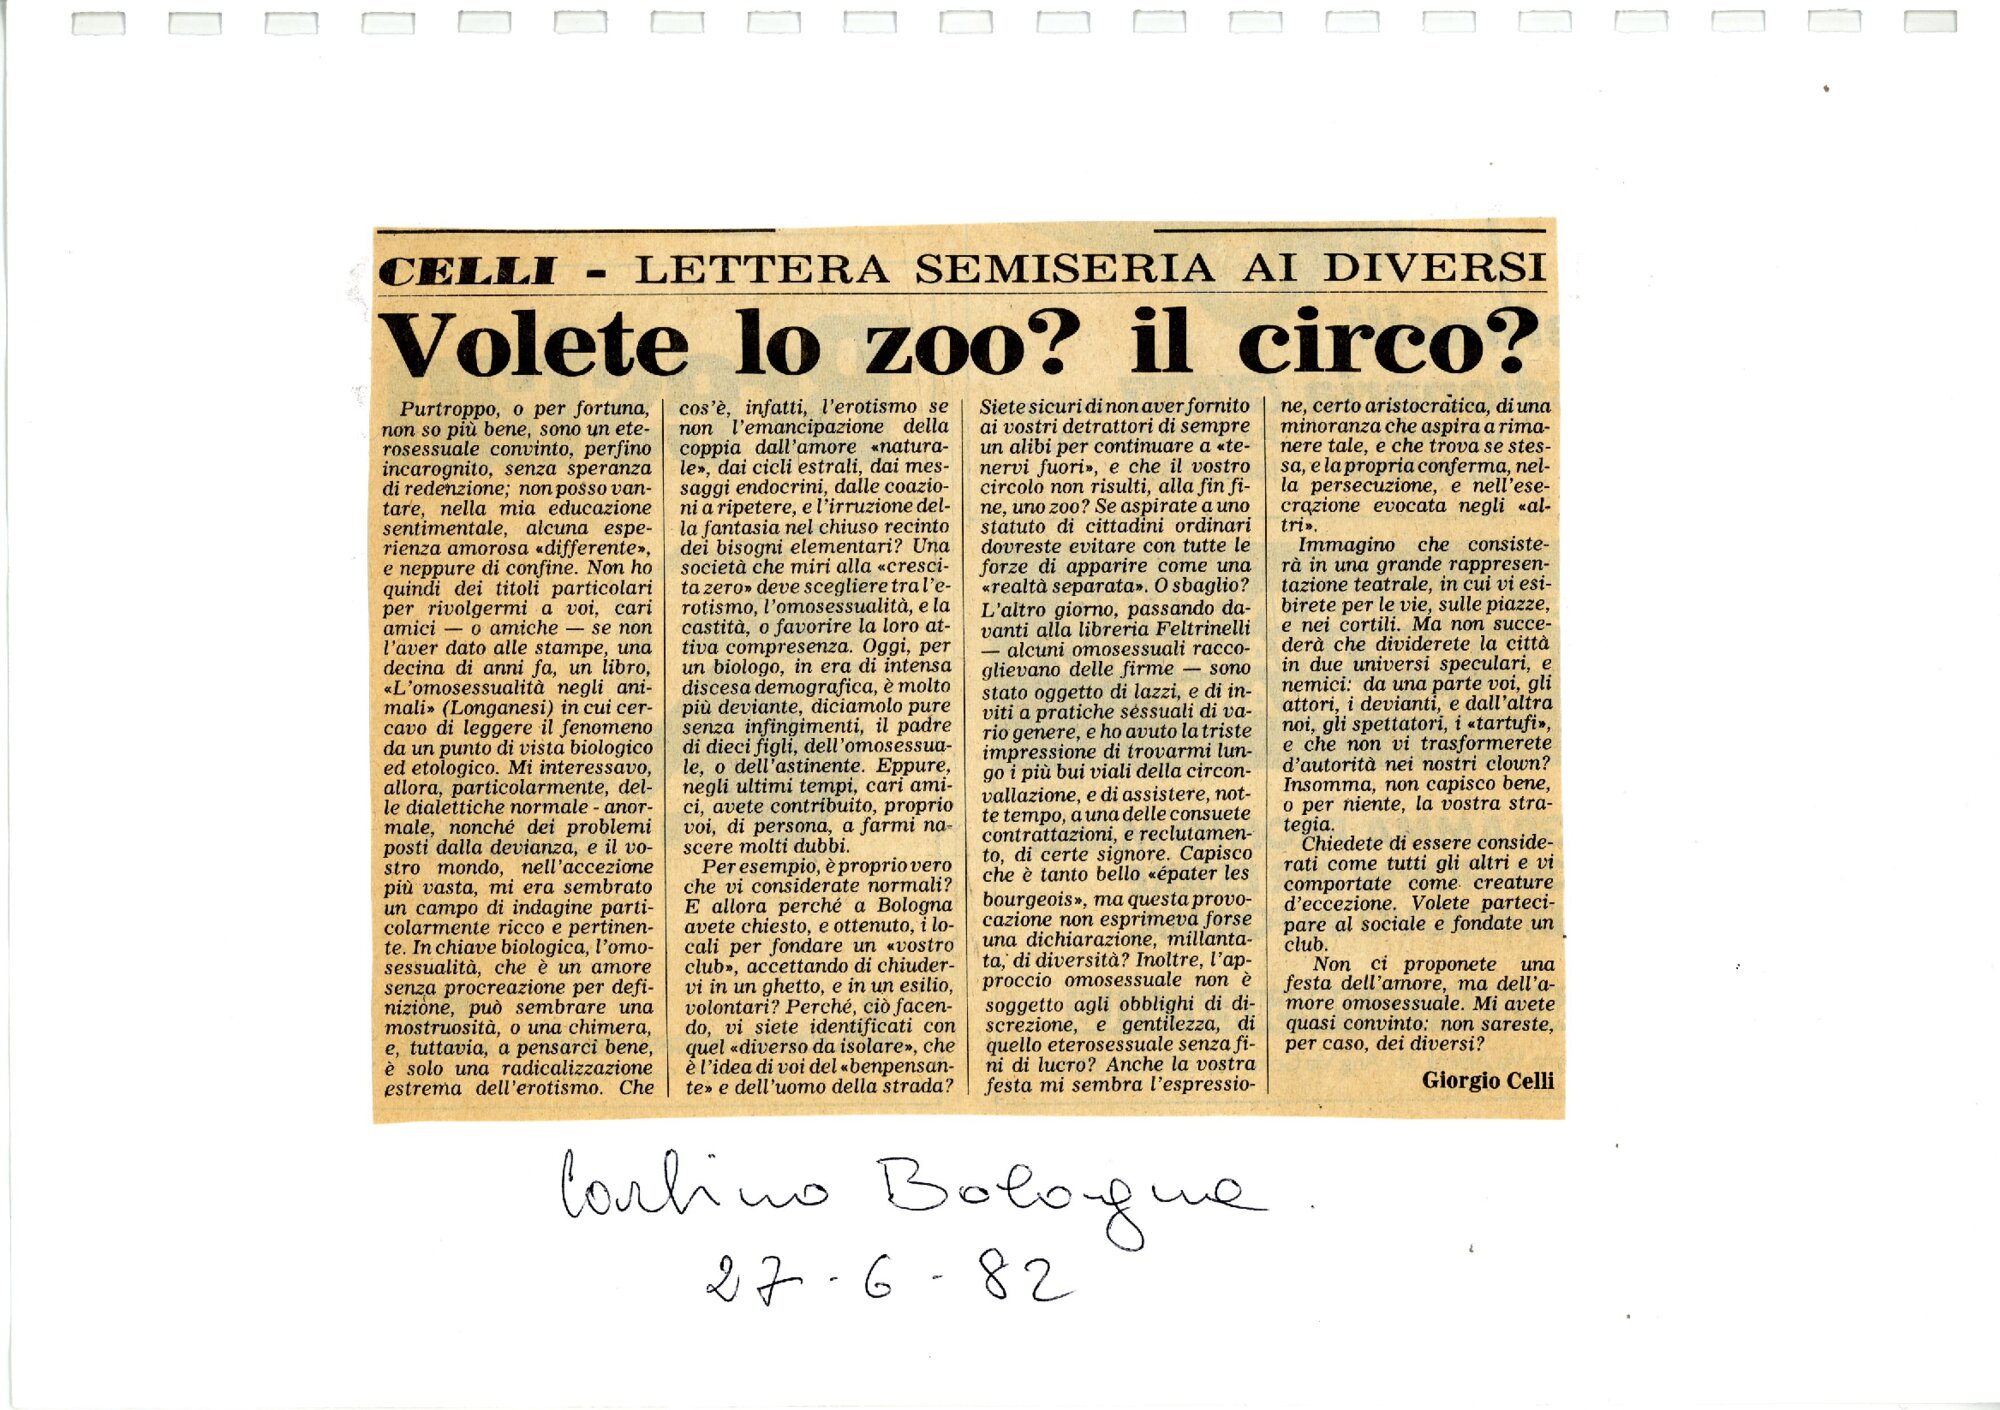 CELLI - LETTERA SEMISERIA AI DIVERSI
Volete lo zoo? il circo?
Purtroppo, o per fortuna,
non so più bene, sono un ete-
rosessuale convinto, perfino
incarognito, senza speranza
di redenzione; non posso van-
tare, nella mia educazione
sentimentale, alcuna espe-
rienza amorosa «differente»,
e neppure di confine. Non ho
quindi dei titoli particolari
per rivolgermi a voi, cari
amici — o amiche — se non
l'aver dato alle stampe, una
decina di anni fa, un libro,
«L'omosessualità negli ani-
mali» (Longanesi) in cui cer-
cavo di leggere il fenomeno
da un punto di vista biologico
ed etologico. Mi interessavo,
allora, particolarmente, del-
le dialettiche normale - anor-
male, nonché dei problemi
posti dalla devianza, e il vo-
stro mondo, nell'accezione
più vasta, mi era sembrato
un campo di indagine parti-
colarmente ricco e pertinen-
te. In chiave biologica, l'omo-
sessualità, che è un amore
senza procreazione per defi-
nizione, può sembrare una
mostruosità, o una chimera,
e, tuttavia, a pensarci bene,
è solo una radicalizzazione
estrema dell'erotismo. Che
cos'è, infatti, l'erotismo se
non l'emancipazione della
coppia dall'amore «natura-
le», dai cicli estrali, dai mes-
saggi endocrini, dalle coazio-
ni a ripetere, e l'irruzione del-
la fantasia nel chiuso recinto
dei bisogni elementari? Una
società che miri alla «cresci-
ta zero» deve scegliere tra l'e-
rotismo, l'omosessualità, e la
castità, o favorire la loro at-
tiva compresenza. Oggi, per
un biologo, in era di intensa
discesa demografica, è molto
più deviante, diciamolo pure
senza infingimenti, il padre
di dieci figli, dell'omosessua-
le, o dell'astinente. Eppure,
negli ultimi tempi, cari ami-
ci, avete contribuito, proprio
voi, di persona, a farmi na-
scere molti dubbi.
Per esempio, è proprio vero
che vi considerate normali?
E allora perché a Bologna
avete chiesto, e ottenuto, i lo-
cali per fondare un «vostro
club», accettando di chiuder-
vi in un ghetto, e in un esilio,
volontari? Perché, ciò facen-
do, vi siete identificati con
quel «diverso da isolare», che
è l'idea di voi del «benpensan-
te» e dell'uomo della strada?
Siete sicuri di non aver fornito
ai vostri detrattori di sempre
un alibi per continuare a «te-
nervi fuori», e che il vostro
circolo non risulti, alla fin fi-
ne, uno zoo? Se aspirate a uno
statuto di cittadini ordinari
dovreste evitare con tutte le
forze di apparire come una
«realtà separata». O sbaglio?
L'altro giorno, passando da-
vanti alla libreria Feltrinelli
— alcuni omosessuali racco-
glievano delle firme — sono
stato oggetto di lazzi, e di in-
viti a pratiche sessuali di va-
rio genere, e ho avuto la triste
impressione di trovarmi lun-
go i più bui viali della circon-
vallazione, e di assistere, not-
te tempo, a una delle consuete
contrattazioni, e reclutamen-
to, di certe signore. Capisco
che è tanto bello «épater les
bourgeois», ma questa provo-
cazione non esprimeva forse
una dichiarazione, millanta-
ta, di diversità? Inoltre, l'ap-
proccio omosessuale non è
soggetto agli obblighi di di-
screzione, e gentilezza, di
quello eterosessuale senza fi-
ni di lucro? Anche la vostra
festa mi sembra l'espressio-
ne, certo aristocratica, di una
minoranza che aspira a rima-
nere tale, e che trova se stes-
sa, e la propria conferma, nel-
la persecuzione, e nell'ese-
crazione evocata negli «al-
tri».
Immagino che consiste-
rà in una grande rappresen-
tazione teatrale, in cui vi esi-
birete per le vie, sulle piazze,
e nei cortili. Ma non succe-
derà che dividerete la città
in due universi speculari, e
nemici: da una parte voi, gli
attori, i devianti, e dall'altra
noi, gli spettatori, i «tartufi»,
e che non vi trasformerete
d'autorità nei nostri clown?
Insomma, non capisco bene,
o per niente, la vostra stra-
tegia.
Chiedete di essere conside-
rati come tutti gli altri e vi
comportate come creature
d'eccezione. Volete parteci-
pare al sociale e fondate un
club.
Non ci proponete una
festa dell'amore, ma dell'a-
more omosessuale. Mi avete
quasi convinto: non sareste,
per caso, dei diversi?
Giorgio Celli
Carlino Bologna.
27-6-82